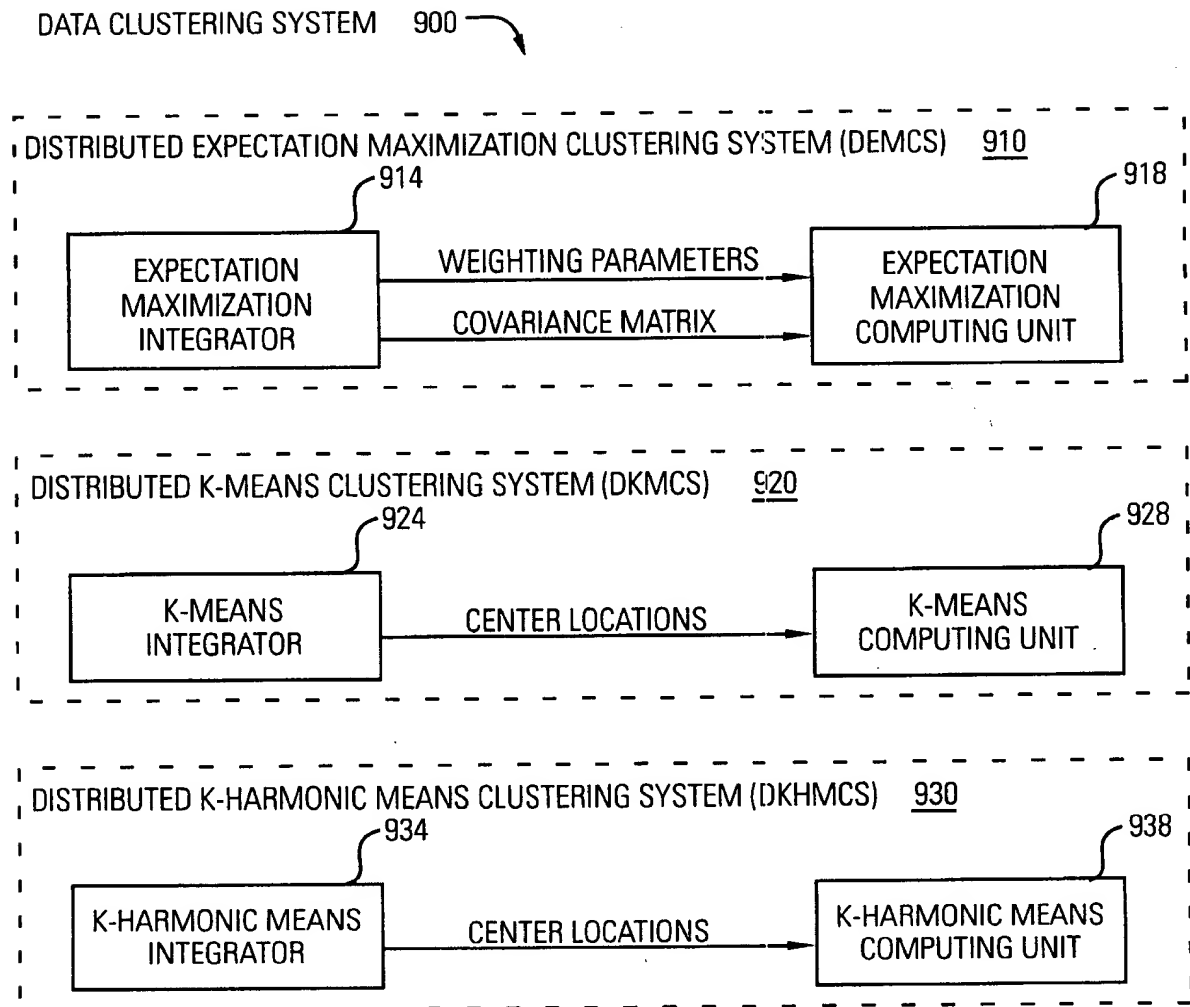 DATA CLUSTERING SYSTEM 900
DISTRIBUTED EXPECTATION MAXIMIZATION CLUSTERING SYSTEM (DEMCS) 910
914
918
EXPECTATION
MAXIMIZATION
INTEGRATOR
WEIGHTING PARAMETERS
COVARIANCE MATRIX
EXPECTATION
MAXIMIZATION
COMPUTING UNIT
DISTRIBUTED K-MEANS CLUSTERING SYSTEM (DKMCS) 920
924
928
K-MEANS
INTEGRATOR
CENTER LOCATIONS
K-MEANS
COMPUTING UNIT
DISTRIBUTED K-HARMONIC MEANS CLUSTERING SYSTEM (DKHMCS) 930
934
938
K-HARMONIC MEANS
INTEGRATOR
CENTER LOCATIONS
K-HARMONIC MEANS
COMPUTING UNIT